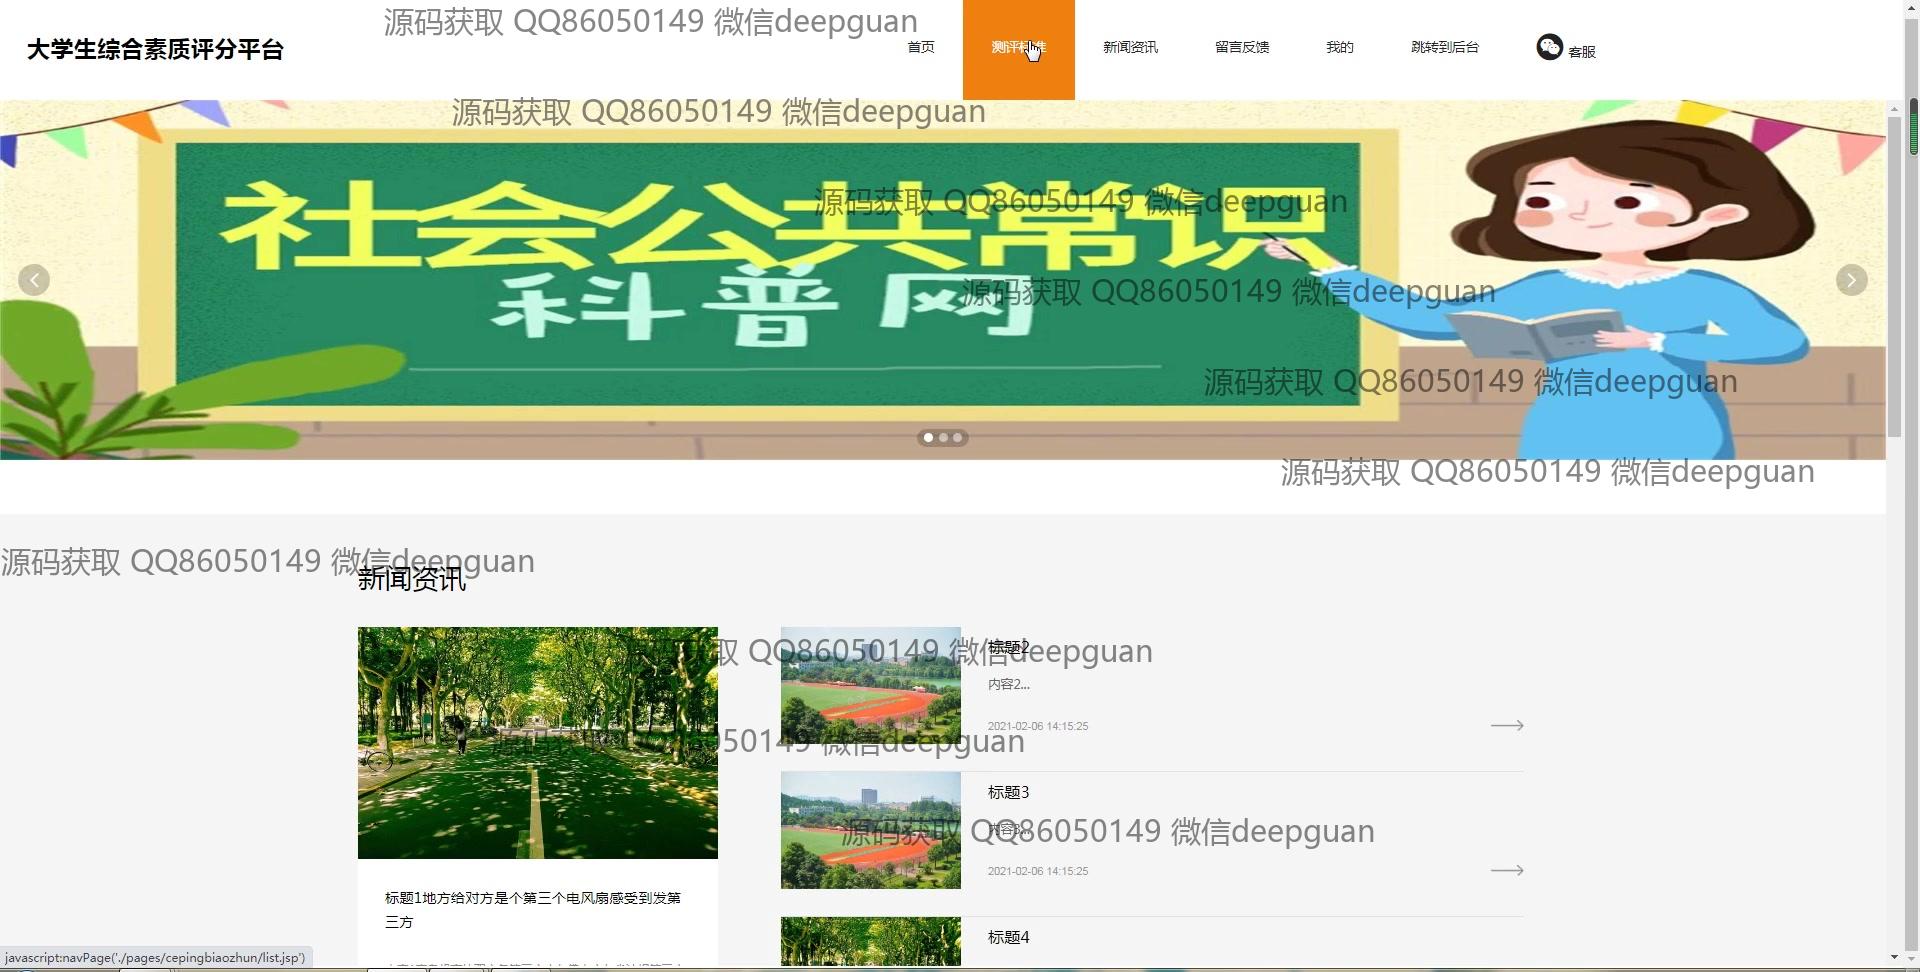 源码获取 QQ86050149 微信deepguan
大学生综合素质评分平台
首页
测评标准
新闻资讯
留言反馈
我的
跳转到后台
客服
源码获取 QQ86050149 微信deepguan
社会公共常识
源码获取 QQ86050149 微信deepguan
科普网
源码获取 QQ86050149 微信deepguan
源码获取 QQ86050149 微信deepguan
源码获取 QQ86050149 微信deepguan
源码获取 QQ86050149 微信deepguan
新闻资讯
源码获取 QQ86050149 微信deepguan
标题2
内容2...
2021-02-06 14:15:25
源码获取 QQ86050149 微信deepguan
标题3
内容3...
源码获取 QQ86050149 微信deepguan
2021-02-06 14:15:25
标题1地方给对方是个第三个电风扇感受到发第
三方
标题4
javascript:navPage('./pages/cepingbiaozhun/list.jsp')